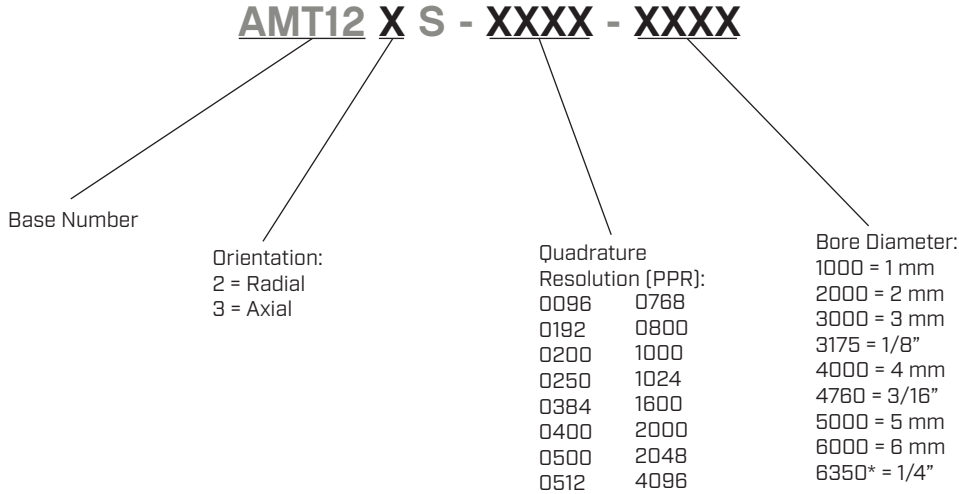 AMT12 X S - XXXX - XXXX
Base Number
Orientation:
2 = Radial
3 = Axial
Quadrature
Resolution (PPR):
0096 0768
0192 0800
0200 1000
0250 1024
0384 1600
0400 2000
0500 2048
0512 4096
Bore Diameter:
1000 = 1 mm
2000 = 2 mm
3000 = 3 mm
3175 = 1/8”
4000 = 4 mm
4760 = 3/16”
5000 = 5 mm
6000 = 6 mm
6350* = 1/4”